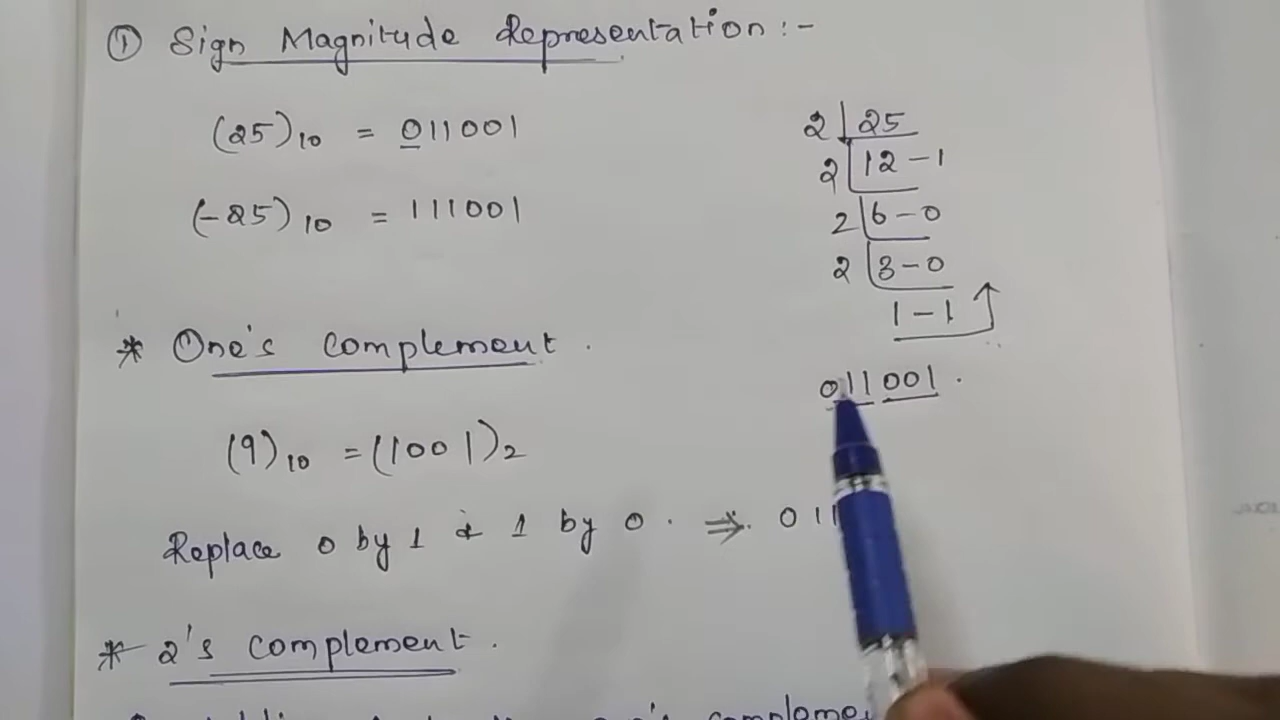 ① Sign Magnitude Representation :-
(25)10 = 011001
(-25)10 = 111001
2 | 25
2 | 12 - 1
2 | 6 - 0
2 | 3 - 0
1 - 1
011001.
* One's complement.
(9)10 = (1001)2
Replace 0 by 1 & 1 by 0. ⇒. 011
* 2's complement.
one's